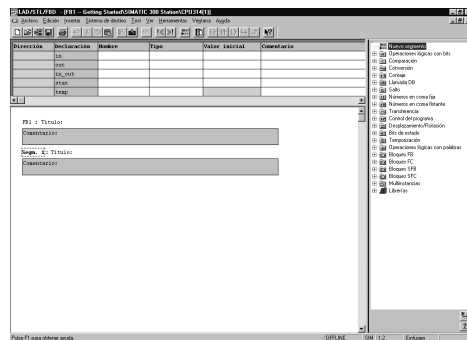 LAD/STL/FBD - [FB1 -- Getting Started\SIMATIC 300 Station\CPU314(1)]
Archivo Edición Insertar Sistema de destino Test Ver Herramientas Ventana Ayuda
Dirección Declaración Nombre Tipo Valor inicial Comentario
in
out
in_out
stat
temp
FB1 : Título:
Comentario:
Segm. 1: Título:
Comentario:
Nuevo segmento
Operaciones lógicas con bits
Comparación
Conversión
Contaje
Llamada DB
Salto
Números en coma fija
Números en coma flotante
Transferencia
Control del programa
Desplazamiento/Rotación
Bits de estado
Temporización
Operaciones lógicas con palabras
Bloques FB
Bloques FC
Bloques SFB
Bloques SFC
Multiinstancias
Librerías
Pulse F1 para obtener ayuda. OFFLINE SIM 1:2 Einfügen